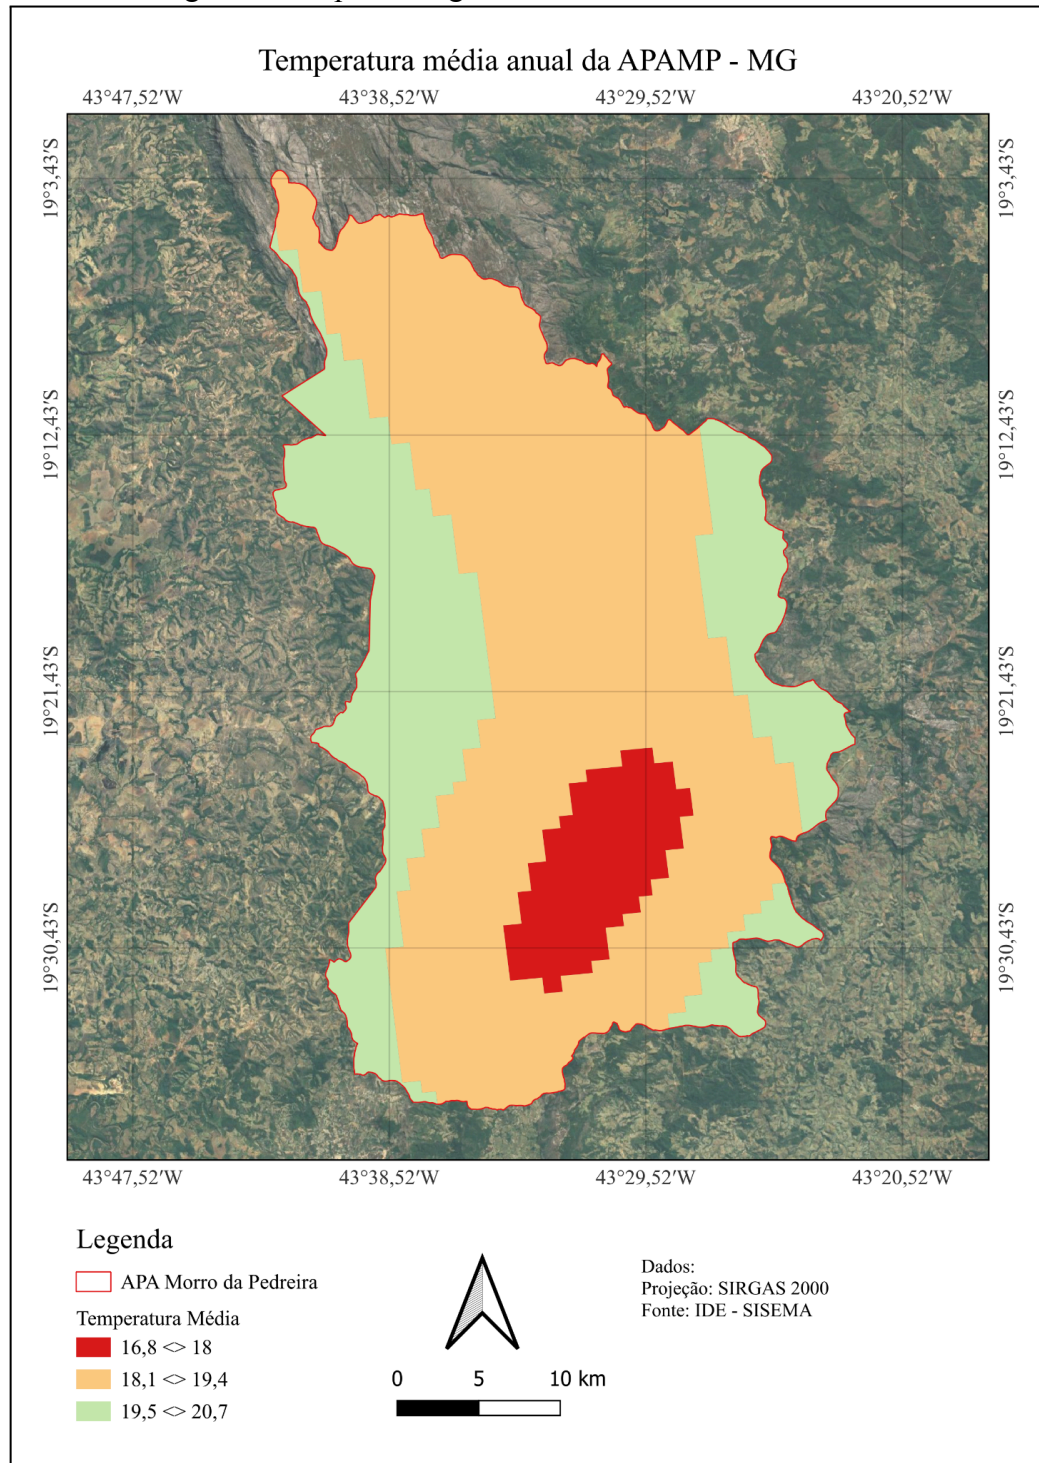 Temperatura média anual da APAMP - MG
43°47,52'W 43°38,52'W 43°29,52'W 43°20,52'W
19°3,43'S 19°3,43'S
19°12,43'S 19°12,43'S
19°21,43'S 19°21,43'S
19°30,43'S 19°30,43'S
43°47,52'W 43°38,52'W 43°29,52'W 43°20,52'W
Legenda
APA Morro da Pedreira
Temperatura Média
16,8 <> 18
18,1 <> 19,4
19,5 <> 20,7
0 5 10 km
Dados:
Projeção: SIRGAS 2000
Fonte: IDE - SISEMA